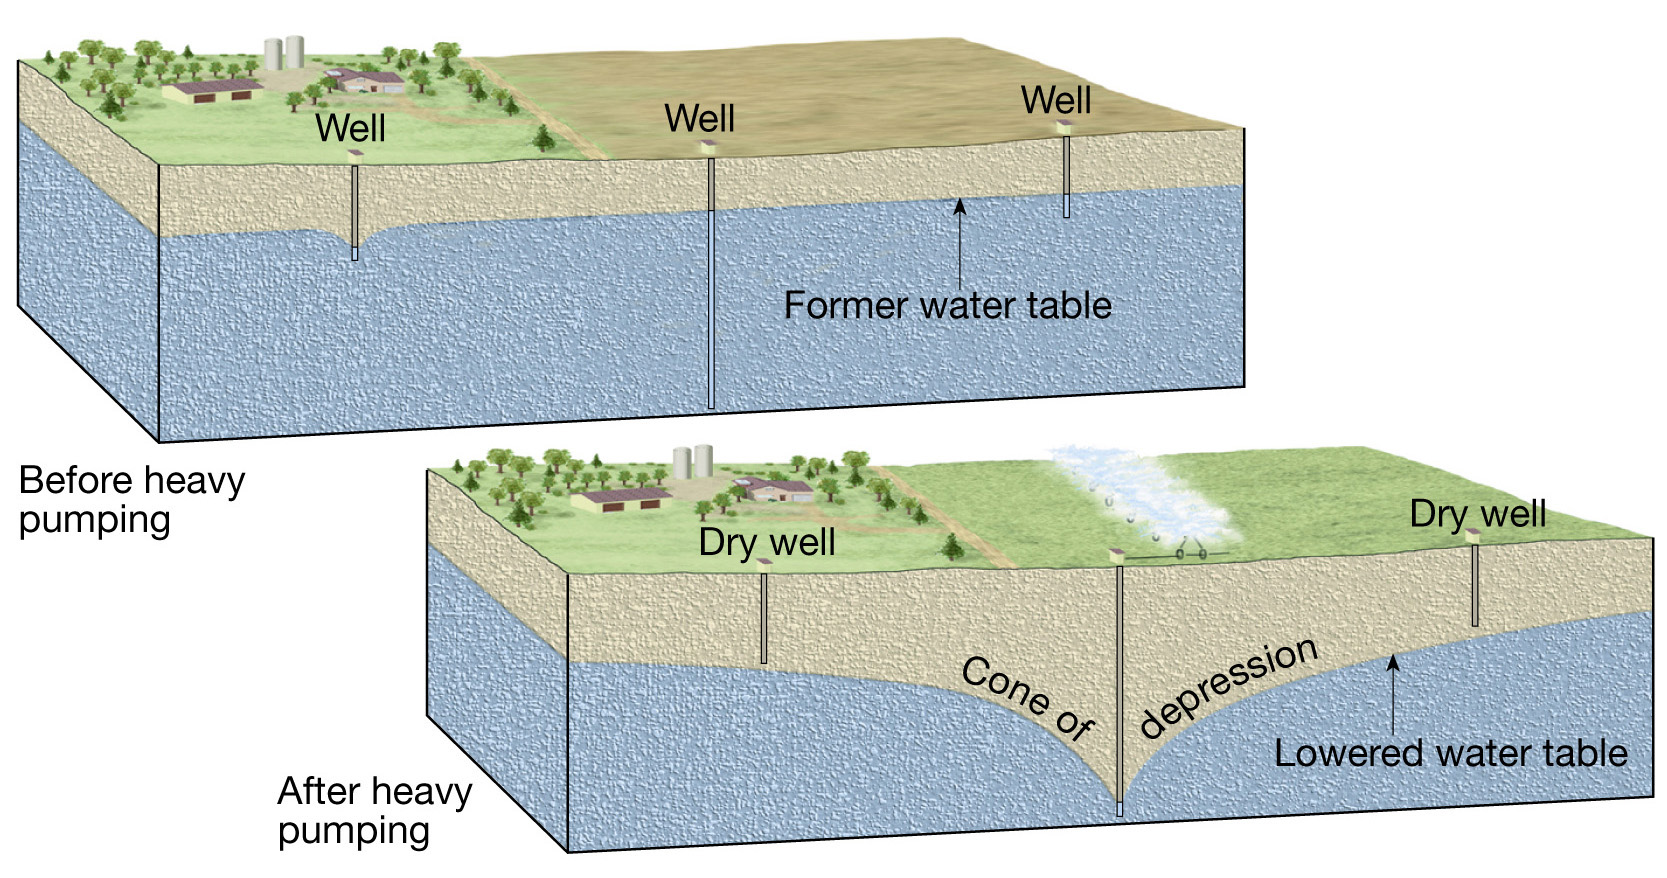 Well
Well
Well
Former water table
Before heavy
pumping
Dry well
Dry well
Cone of depression
Lowered water table
After heavy
pumping